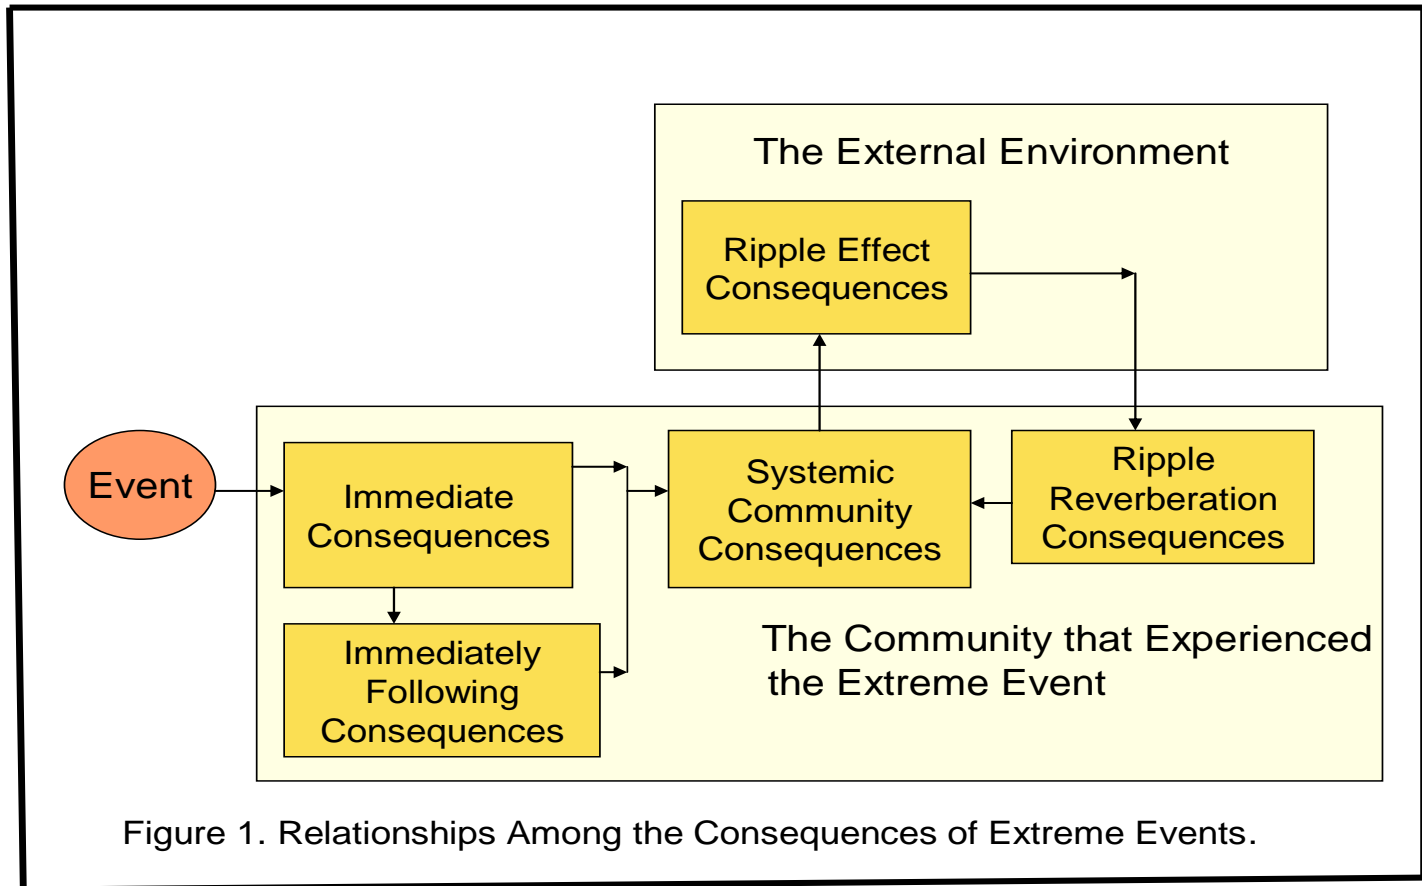 The External Environment
Ripple Effect
Consequences
Event
Immediate
Consequences
Systemic
Community
Consequences
Ripple
Reverberation
Consequences
Immediately
Following
Consequences
The Community that Experienced
the Extreme Event
Figure 1. Relationships Among the Consequences of Extreme Events.